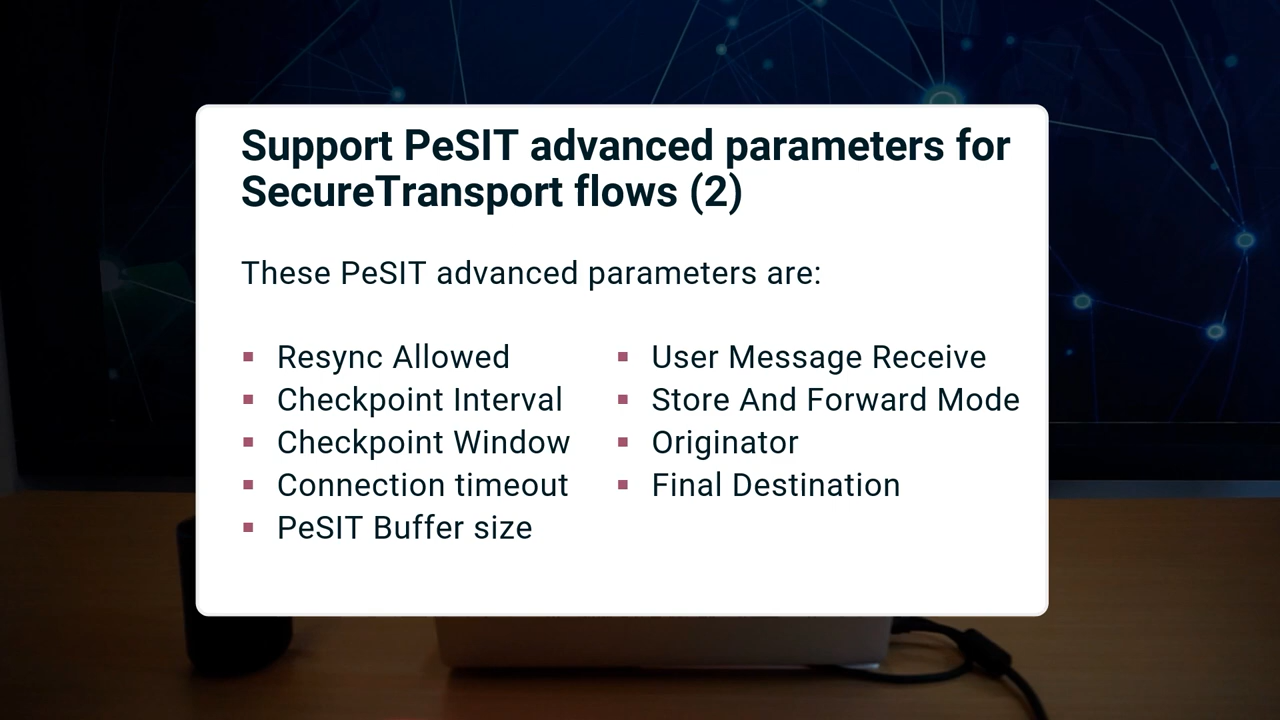 Support PeSIT advanced parameters for
SecureTransport flows (2)
These PeSIT advanced parameters are:
Resync Allowed
Checkpoint Interval
Checkpoint Window
Connection timeout
PeSIT Buffer size
User Message Receive
Store And Forward Mode
Originator
Final Destination